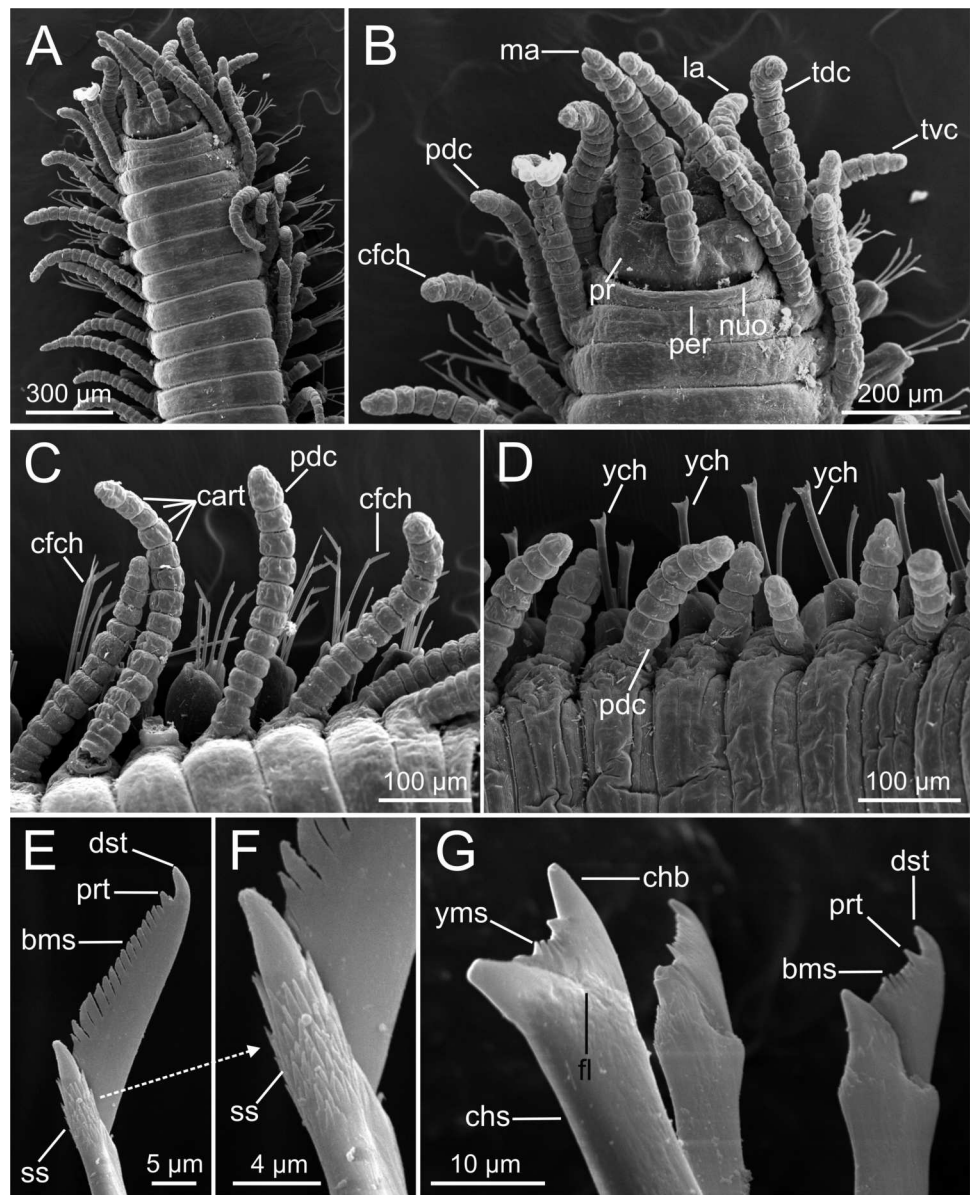 A
300 µm
B
ma
la
tdc
tvc
pdc
cfch
pr
per
nuo
200 µm
C
pdc
cart
cfch
cfch
100 µm
D
ych
ych
ych
pdc
100 µm
E
dst
prt
bms
ss
5 µm
F
ss
4 µm
G
chb
yms
fl
chs
dst
prt
bms
10 µm